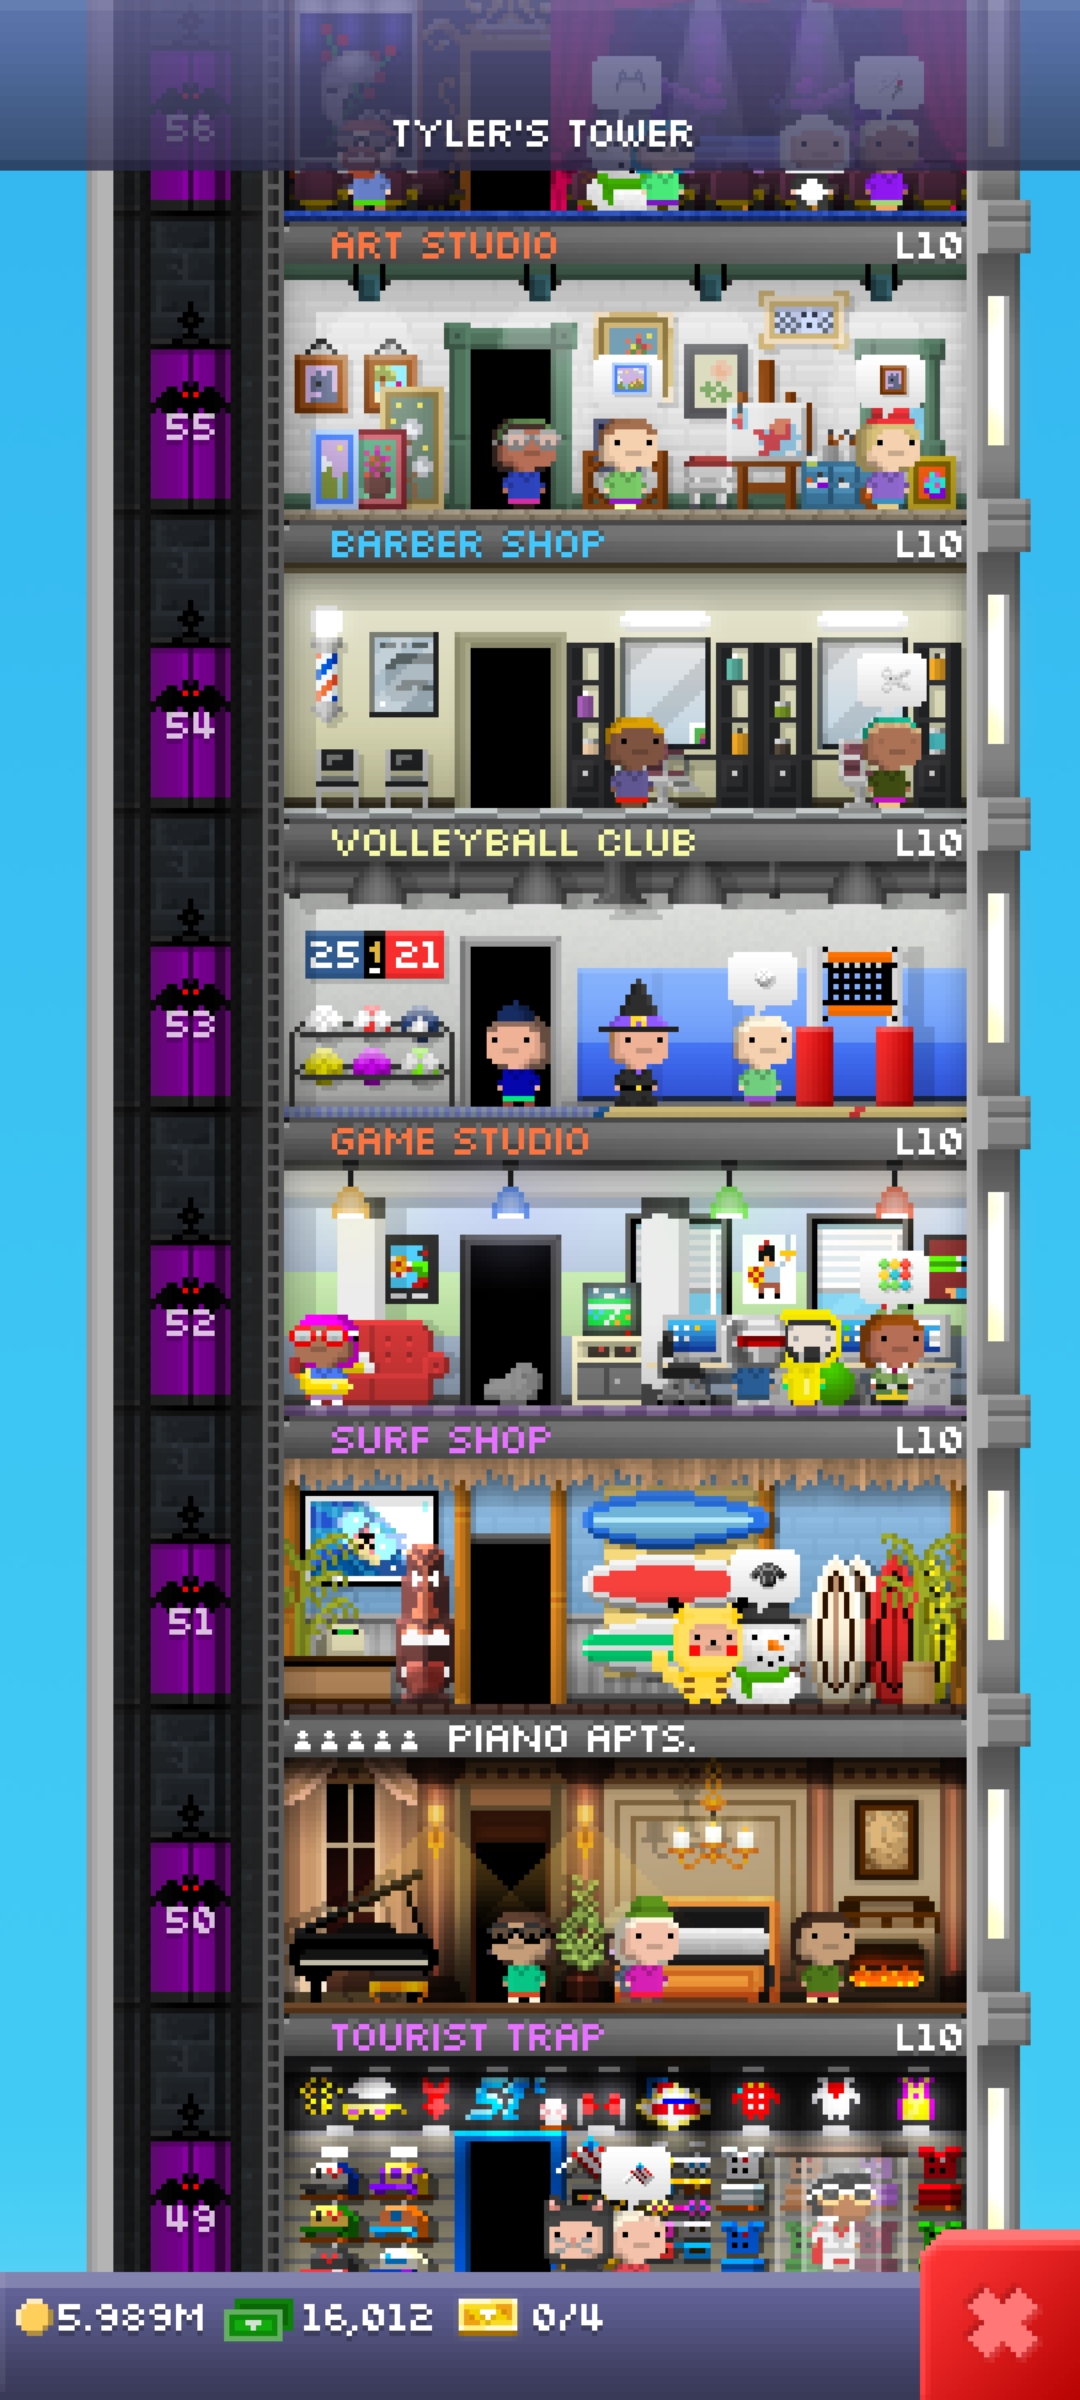 56
TYLER'S TOWER
ART STUDIO L10
55
BARBER SHOP L10
54
VOLLEYBALL CLUB L10
25 1 21
53
GAME STUDIO L10
52
SURF SHOP L10
51
PIANO APTS.
50
TOURIST TRAP L10
49
5.989M 16,012 0/4